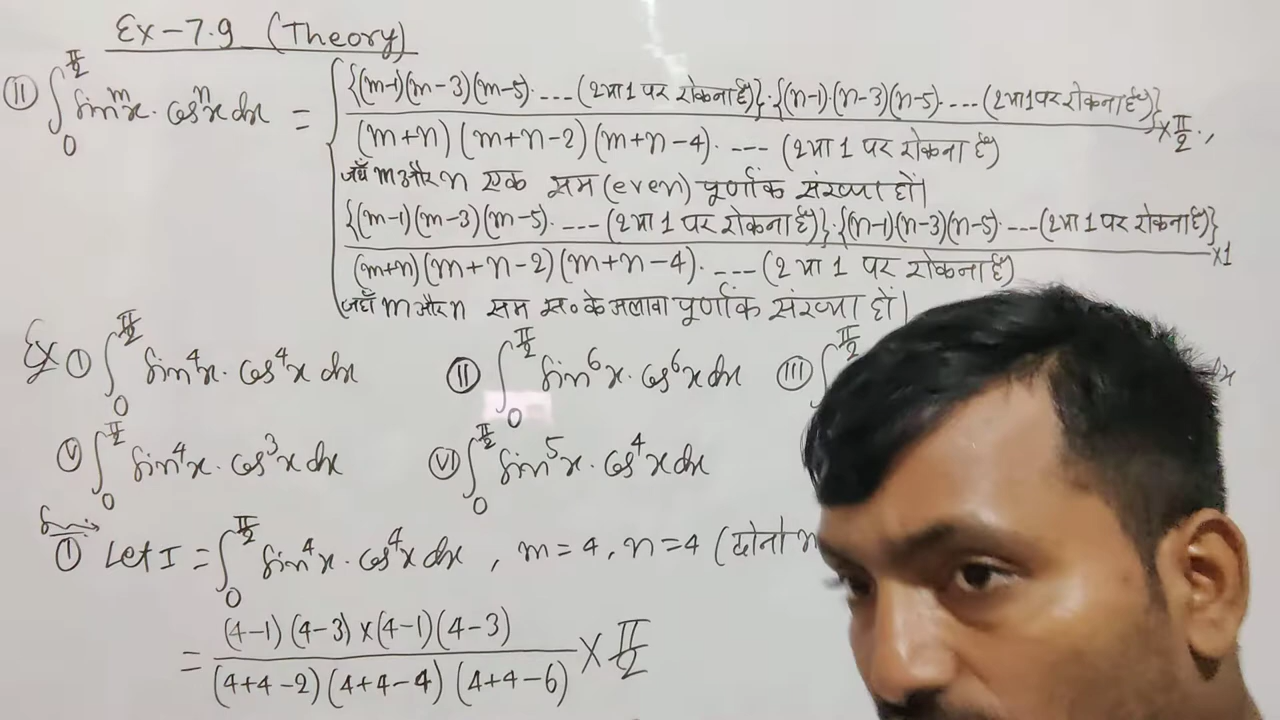 Ex-7.9 (Theory)
(II) ∫₀^{π/2} sin^m x · cos^n x dx = { {(m-1)(m-3)(m-5)· ---- (2 या 1 पर रोकना है)}·{(n-1)·(n-3)(n-5)· ---- (2 या 1 पर रोकना है)}
(m+n)(m+n-2)(m+n-4)· --- (2 या 1 पर रोकना है) × π/2,
जहाँ m और n एक सम (even) पूर्णांक संख्या हों।
{(m-1)(m-3)(m-5)· ---- (2 या 1 पर रोकना है)}·{(n-1)(n-3)(n-5)· ---- (2 या 1 पर रोकना है)}
(m+n)(m+n-2)(m+n-4)· ---- (2 या 1 पर रोकना है) ×1
जहाँ m और n सम सं० के अलावा पूर्णांक संख्या हों।
Ex (I) ∫₀^{π/2} sin⁴x · cos⁴x dx (II) ∫₀^{π/2} sin⁶x · cos⁶x dx (III) ∫ π/2 dx
(V) ∫₀^{π/2} sin⁴x · cos³x dx (VI) ∫₀^{π/2} sin⁵x · cos⁴x dx
(I) Let I = ∫₀^{π/2} sin⁴x · cos⁴x dx , m=4, n=4 (दोनो
= (4-1)(4-3)×(4-1)(4-3)
(4+4-2)(4+4-4)(4+4-6) × π/2